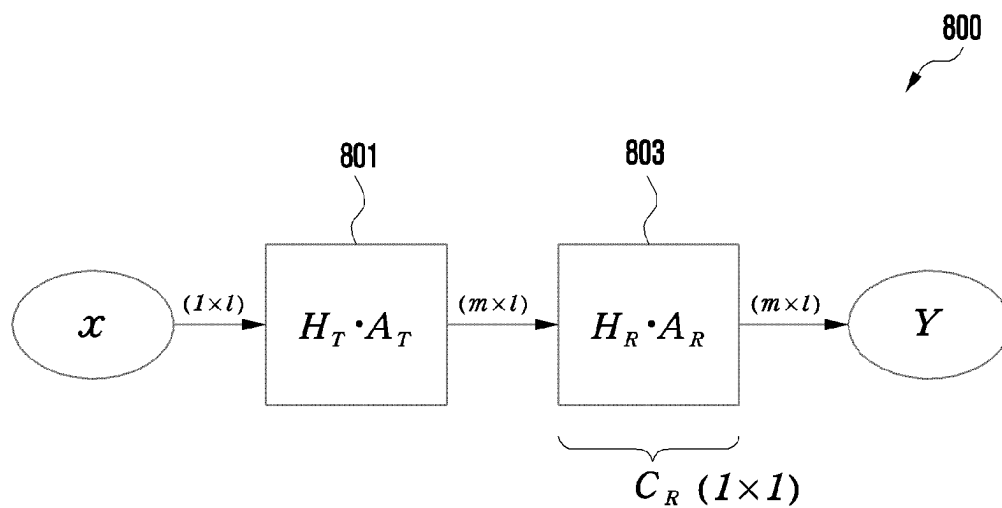 800
801
803
x
(1×l)
H_T·A_T
(m×l)
H_R·A_R
(m×l)
Y
C_R (1×1)